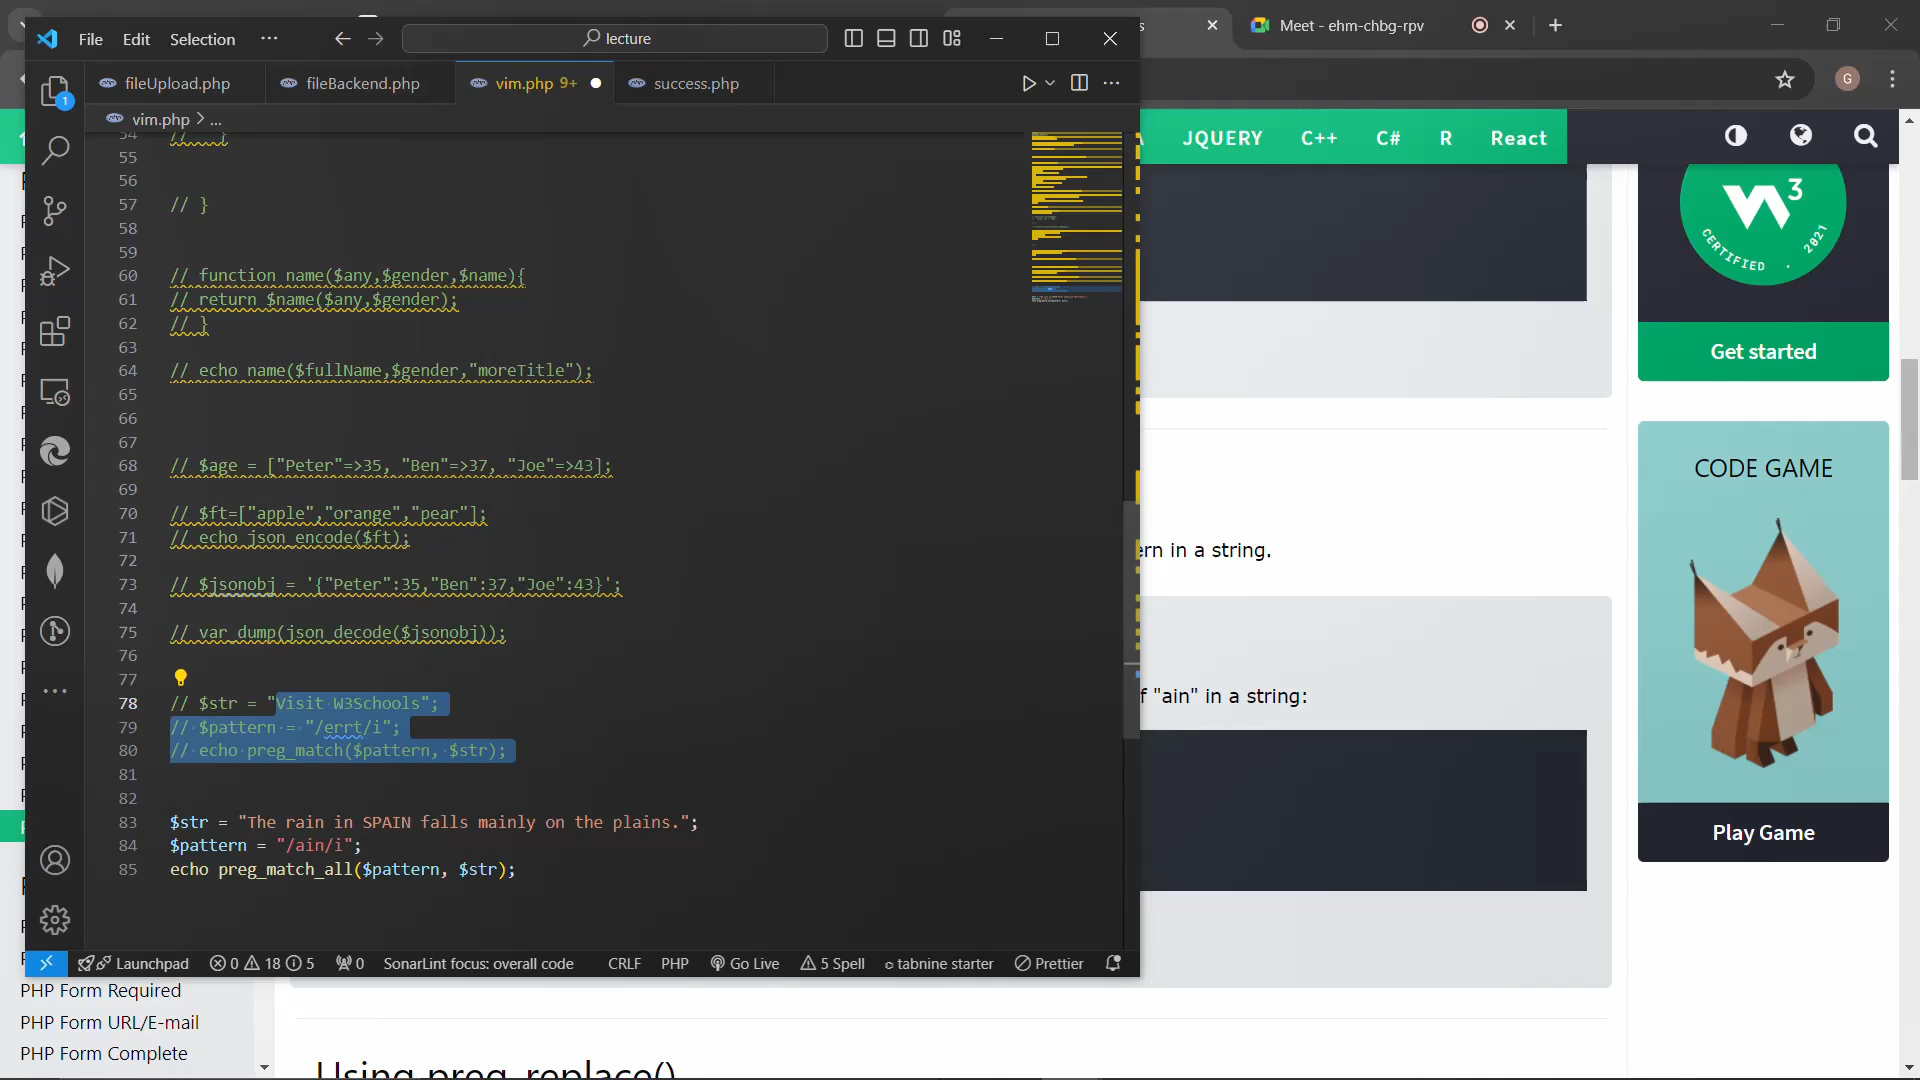 File Edit Selection ··· lecture
Meet - ehm-chbg-rpv
G
fileUpload.php fileBackend.php vim.php 9+ success.php
vim.php > ...
JQUERY C++ C# R React
54 // }
55
56
57 // }
58
59
60 // function name($any,$gender,$name){
61 // return $name($any,$gender);
62 // }
63
64 // echo name($fullName,$gender,"moreTitle");
65
66
67
68 // $age = ["Peter"=>35, "Ben"=>37, "Joe"=>43];
69
70 // $ft=["apple","orange","pear"];
71 // echo json_encode($ft);
72
73 // $jsonobj = '{"Peter":35,"Ben":37,"Joe":43}';
74
75 // var_dump(json_decode($jsonobj));
76
77
78 // $str = "Visit W3Schools";
79 // $pattern = "/errt/i";
80 // echo preg_match($pattern, $str);
81
82
83 $str = "The rain in SPAIN falls mainly on the plains.";
84 $pattern = "/ain/i";
85 echo preg_match_all($pattern, $str);
1
Launchpad 0 18 5 0 SonarLint focus: overall code CRLF PHP Go Live 5 Spell tabnine starter Prettier
W3
CERTIFIED · 2021
Get started
in a string.
"ain" in a string:
CODE GAME
Play Game
PHP Form Required
PHP Form URL/E-mail
PHP Form Complete
Using preg_replace()